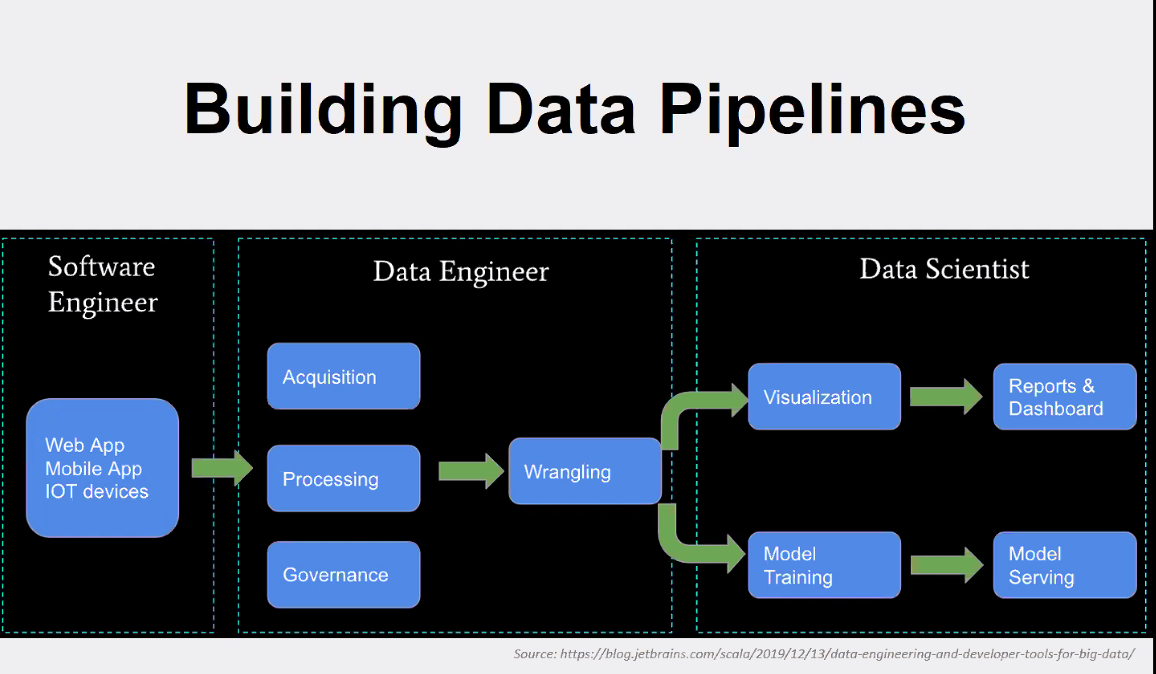 Building Data Pipelines
Software
Engineer
Data Engineer
Data Scientist
Web App
Mobile App
IOT devices
Acquisition
Processing
Governance
Wrangling
Visualization
Reports &
Dashboard
Model
Training
Model
Serving
Source: https://blog.jetbrains.com/scala/2019/12/13/data-engineering-and-developer-tools-for-big-data/